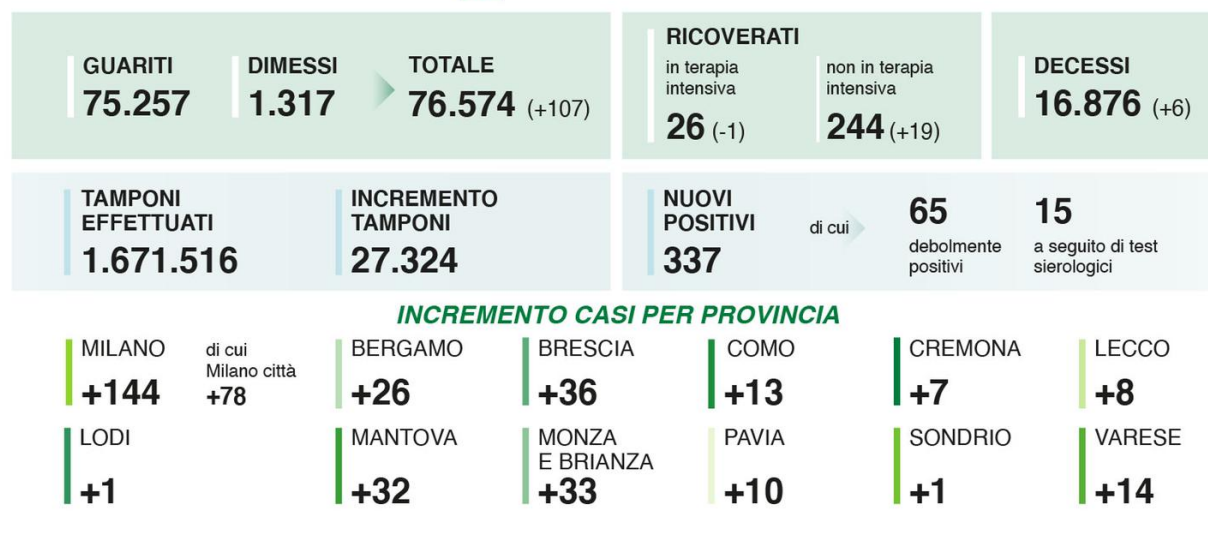 GUARITI
75.257
DIMESSI
1.317
TOTALE
76.574 (+107)
RICOVERATI
in terapia
intensiva
26 (-1)
non in terapia
intensiva
244 (+19)
DECESSI
16.876 (+6)
TAMPONI
EFFETTUATI
1.671.516
INCREMENTO
TAMPONI
27.324
NUOVI
POSITIVI
337
di cui
65
debolmente
positivi
15
a seguito di test
sierologici
INCREMENTO CASI PER PROVINCIA
MILANO
+144
di cui
Milano città
+78
BERGAMO
+26
BRESCIA
+36
COMO
+13
CREMONA
+7
LECCO
+8
LODI
+1
MANTOVA
+32
MONZA
E BRIANZA
+33
PAVIA
+10
SONDRIO
+1
VARESE
+14